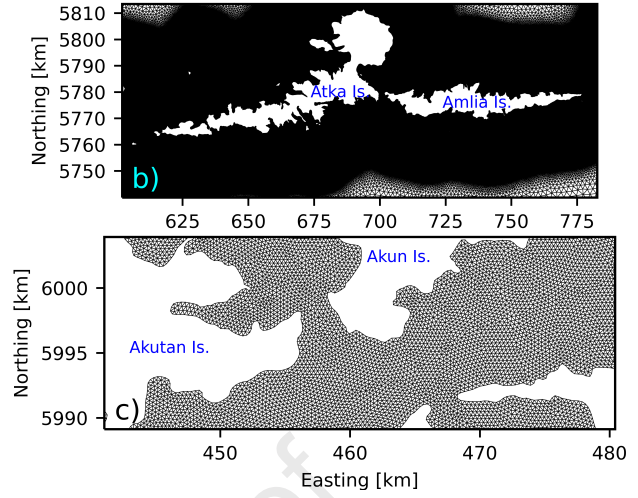 5810
5800
5790
5780
5770
5760
5750
Northing [km]
Atka Is.
Amlia Is.
b)
625 650 675 700 725 750 775
6000
5995
5990
Northing [km]
Akun Is.
Akutan Is.
c)
450 460 470 480
Easting [km]
of